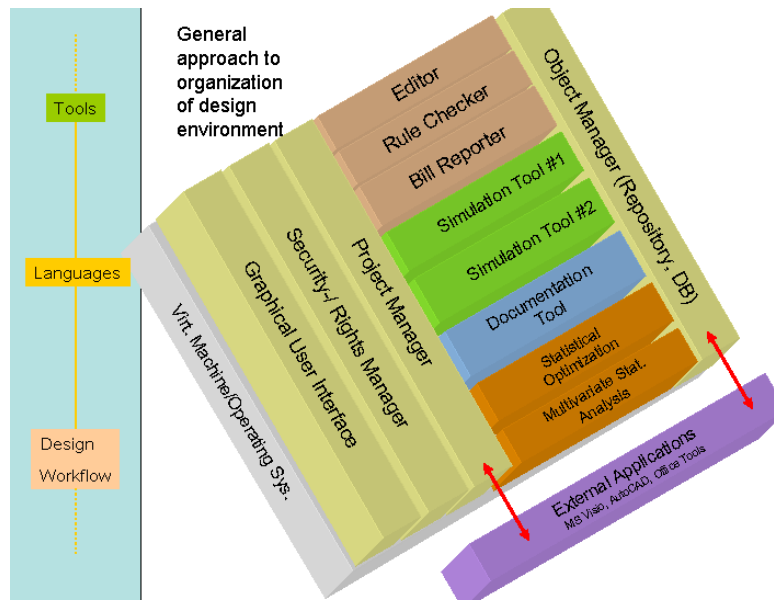 General
approach to
organization
of design
environment
Tools
Languages
Design
Workflow
Virt. Machine/Operating Sys.
Graphical User Interface
Security-/ Rights Manager
Project Manager
Editor
Rule Checker
Bill Reporter
Simulation Tool #1
Simulation Tool #2
Documentation
Tool
Statistical
Optimization
Multivariate Stat.
Analysis
Object Manager (Repository, DB)
External Applications
MS Visio, AutoCAD, Office Tools